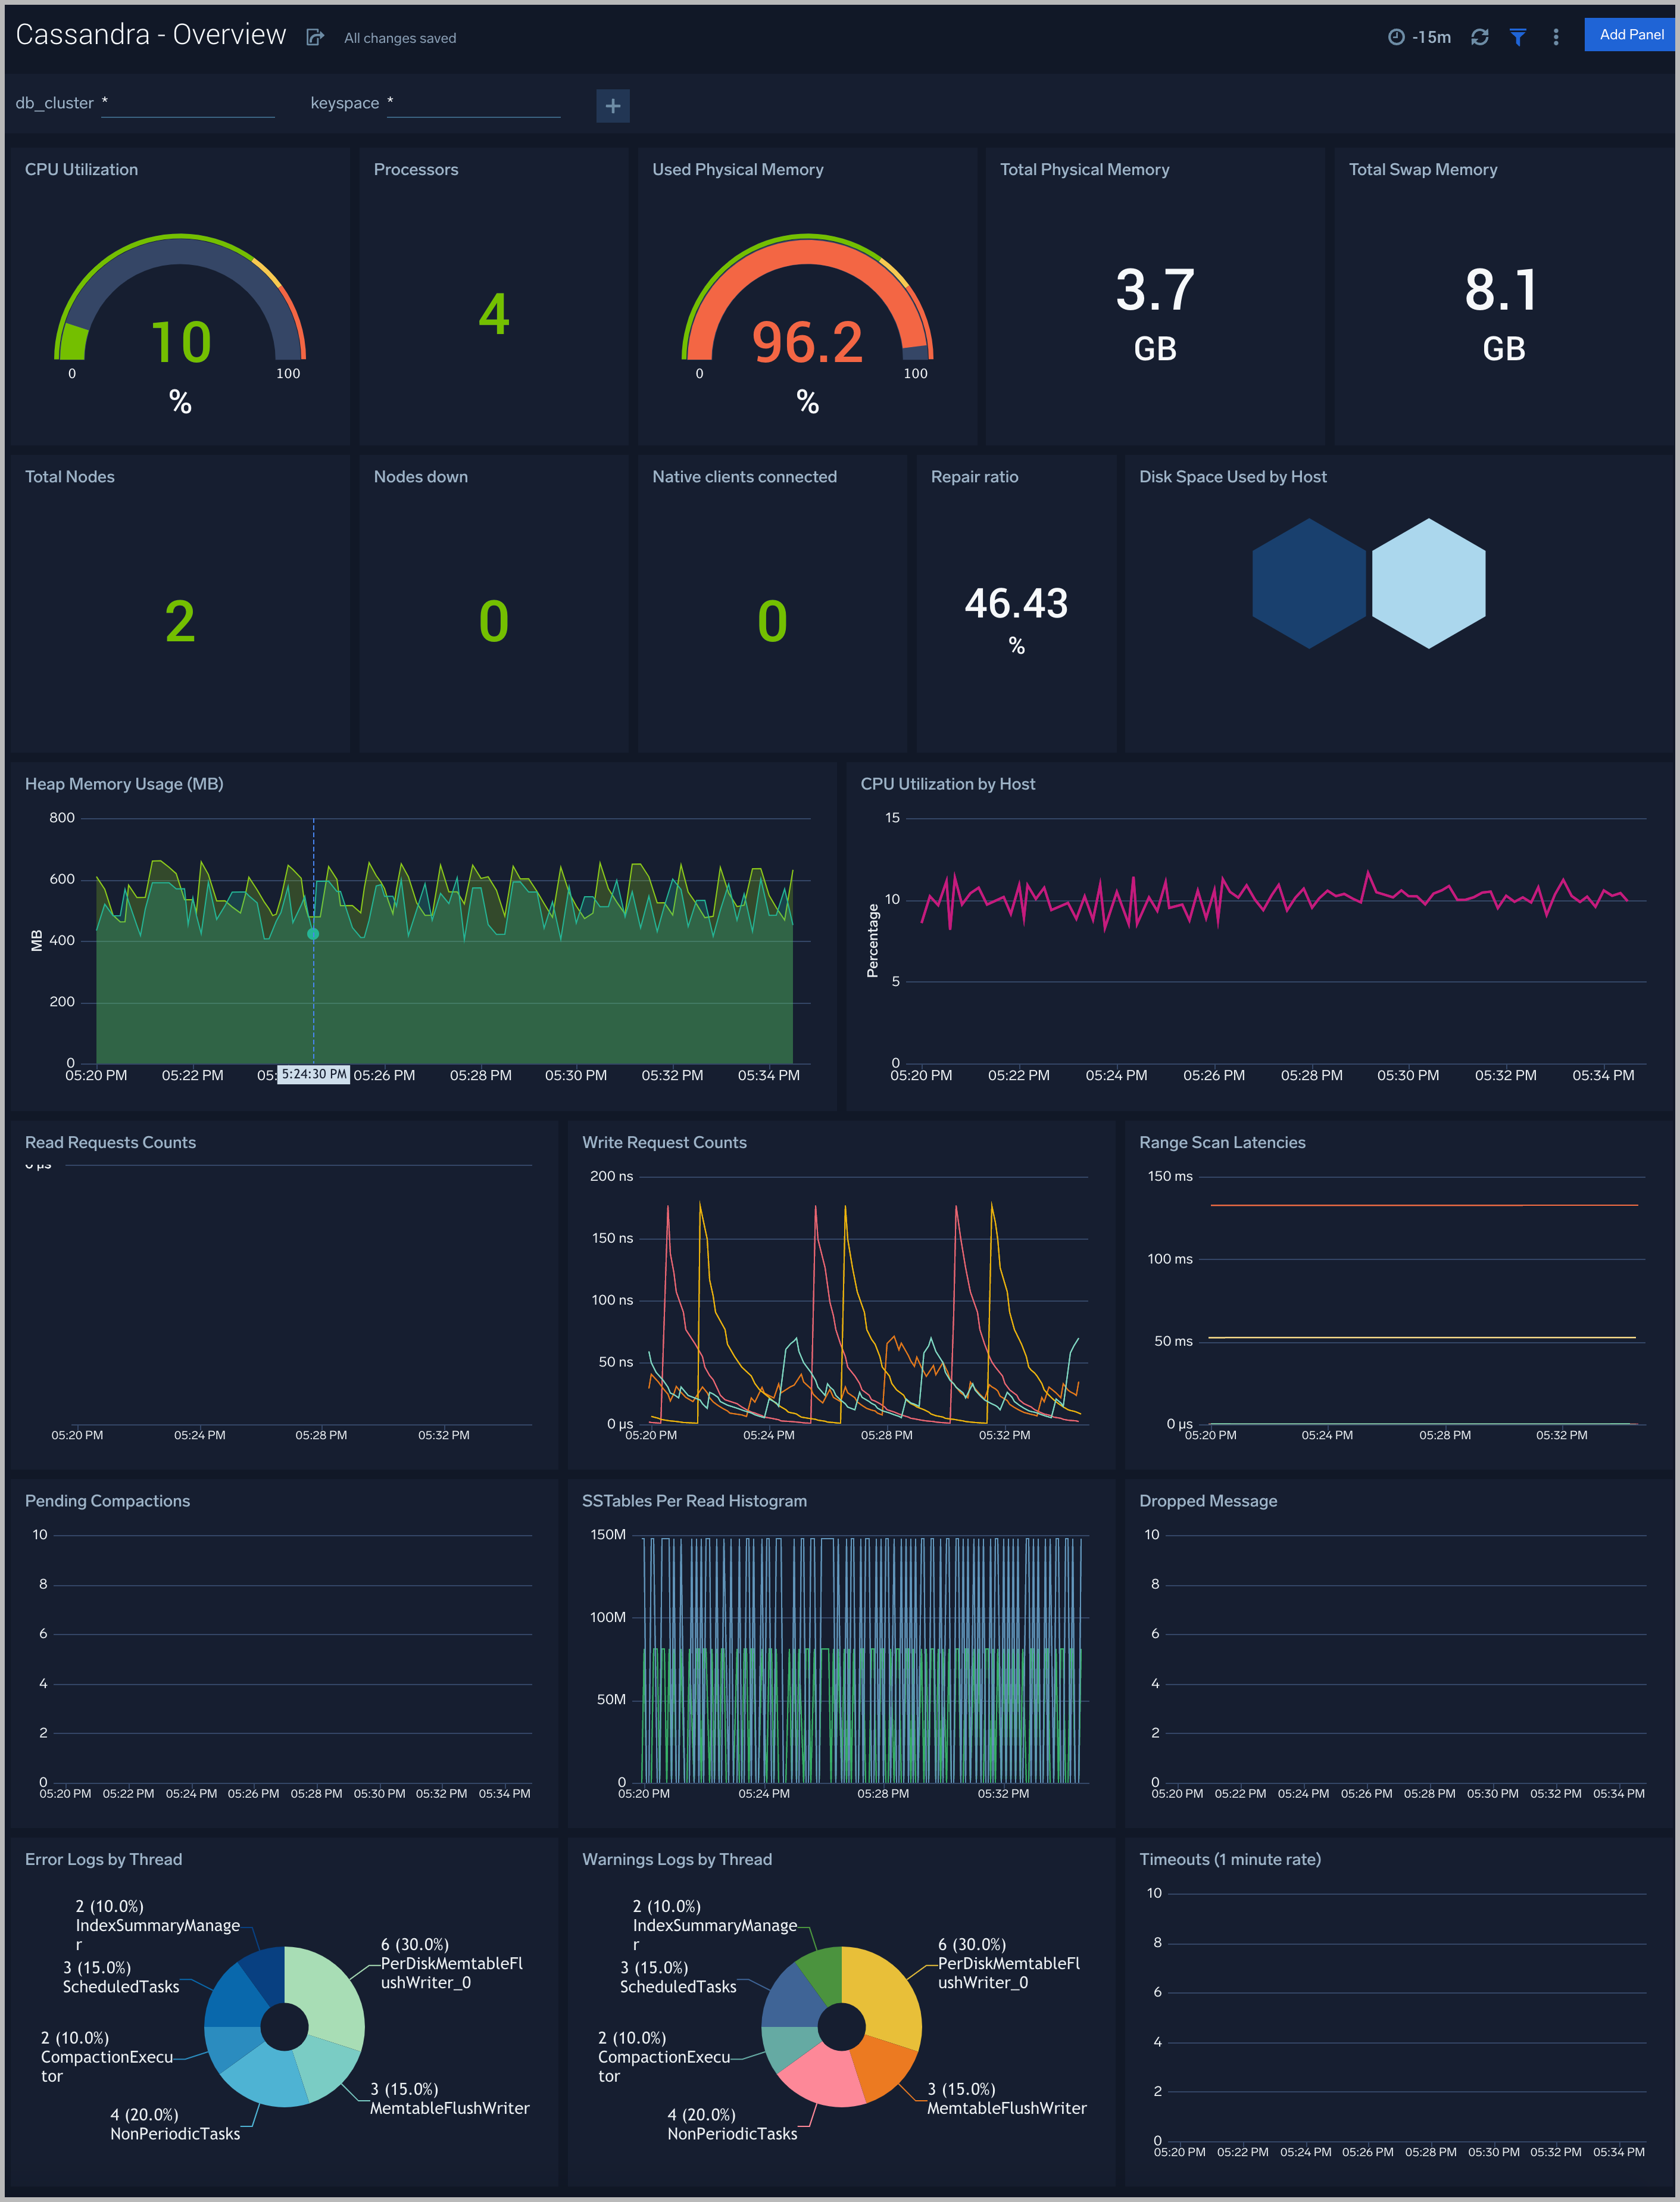 Cassandra - Overview
All changes saved
-15m
Add Panel
db_cluster *
keyspace *
CPU Utilization
10
0
100
%
Processors
4
Used Physical Memory
96.2
0
100
%
Total Physical Memory
3.7
GB
Total Swap Memory
8.1
GB
Total Nodes
2
Nodes down
0
Native clients connected
0
Repair ratio
46.43
%
Disk Space Used by Host
Heap Memory Usage (MB)
MB
800
600
400
200
0
05:20 PM 05:22 PM 05: 5:24:30 PM 05:26 PM 05:28 PM 05:30 PM 05:32 PM 05:34 PM
CPU Utilization by Host
Percentage
15
10
5
0
05:20 PM 05:22 PM 05:24 PM 05:26 PM 05:28 PM 05:30 PM 05:32 PM 05:34 PM
Read Requests Counts
0 µs
05:20 PM 05:24 PM 05:28 PM 05:32 PM
Write Request Counts
200 ns
150 ns
100 ns
50 ns
0 µs
05:20 PM 05:24 PM 05:28 PM 05:32 PM
Range Scan Latencies
150 ms
100 ms
50 ms
0 µs
05:20 PM 05:24 PM 05:28 PM 05:32 PM
Pending Compactions
10
8
6
4
2
0
05:20 PM 05:22 PM 05:24 PM 05:26 PM 05:28 PM 05:30 PM 05:32 PM 05:34 PM
SSTables Per Read Histogram
150M
100M
50M
0
05:20 PM 05:24 PM 05:28 PM 05:32 PM
Dropped Message
10
8
6
4
2
0
05:20 PM 05:22 PM 05:24 PM 05:26 PM 05:28 PM 05:30 PM 05:32 PM 05:34 PM
Error Logs by Thread
2 (10.0%)
IndexSummaryManage
r
3 (15.0%)
ScheduledTasks
2 (10.0%)
CompactionExecu
tor
4 (20.0%)
NonPeriodicTasks
6 (30.0%)
PerDiskMemtableFl
ushWriter_0
3 (15.0%)
MemtableFlushWriter
Warnings Logs by Thread
2 (10.0%)
IndexSummaryManage
r
3 (15.0%)
ScheduledTasks
2 (10.0%)
CompactionExecu
tor
4 (20.0%)
NonPeriodicTasks
6 (30.0%)
PerDiskMemtableFl
ushWriter_0
3 (15.0%)
MemtableFlushWriter
Timeouts (1 minute rate)
10
8
6
4
2
0
05:20 PM 05:22 PM 05:24 PM 05:26 PM 05:28 PM 05:30 PM 05:32 PM 05:34 PM